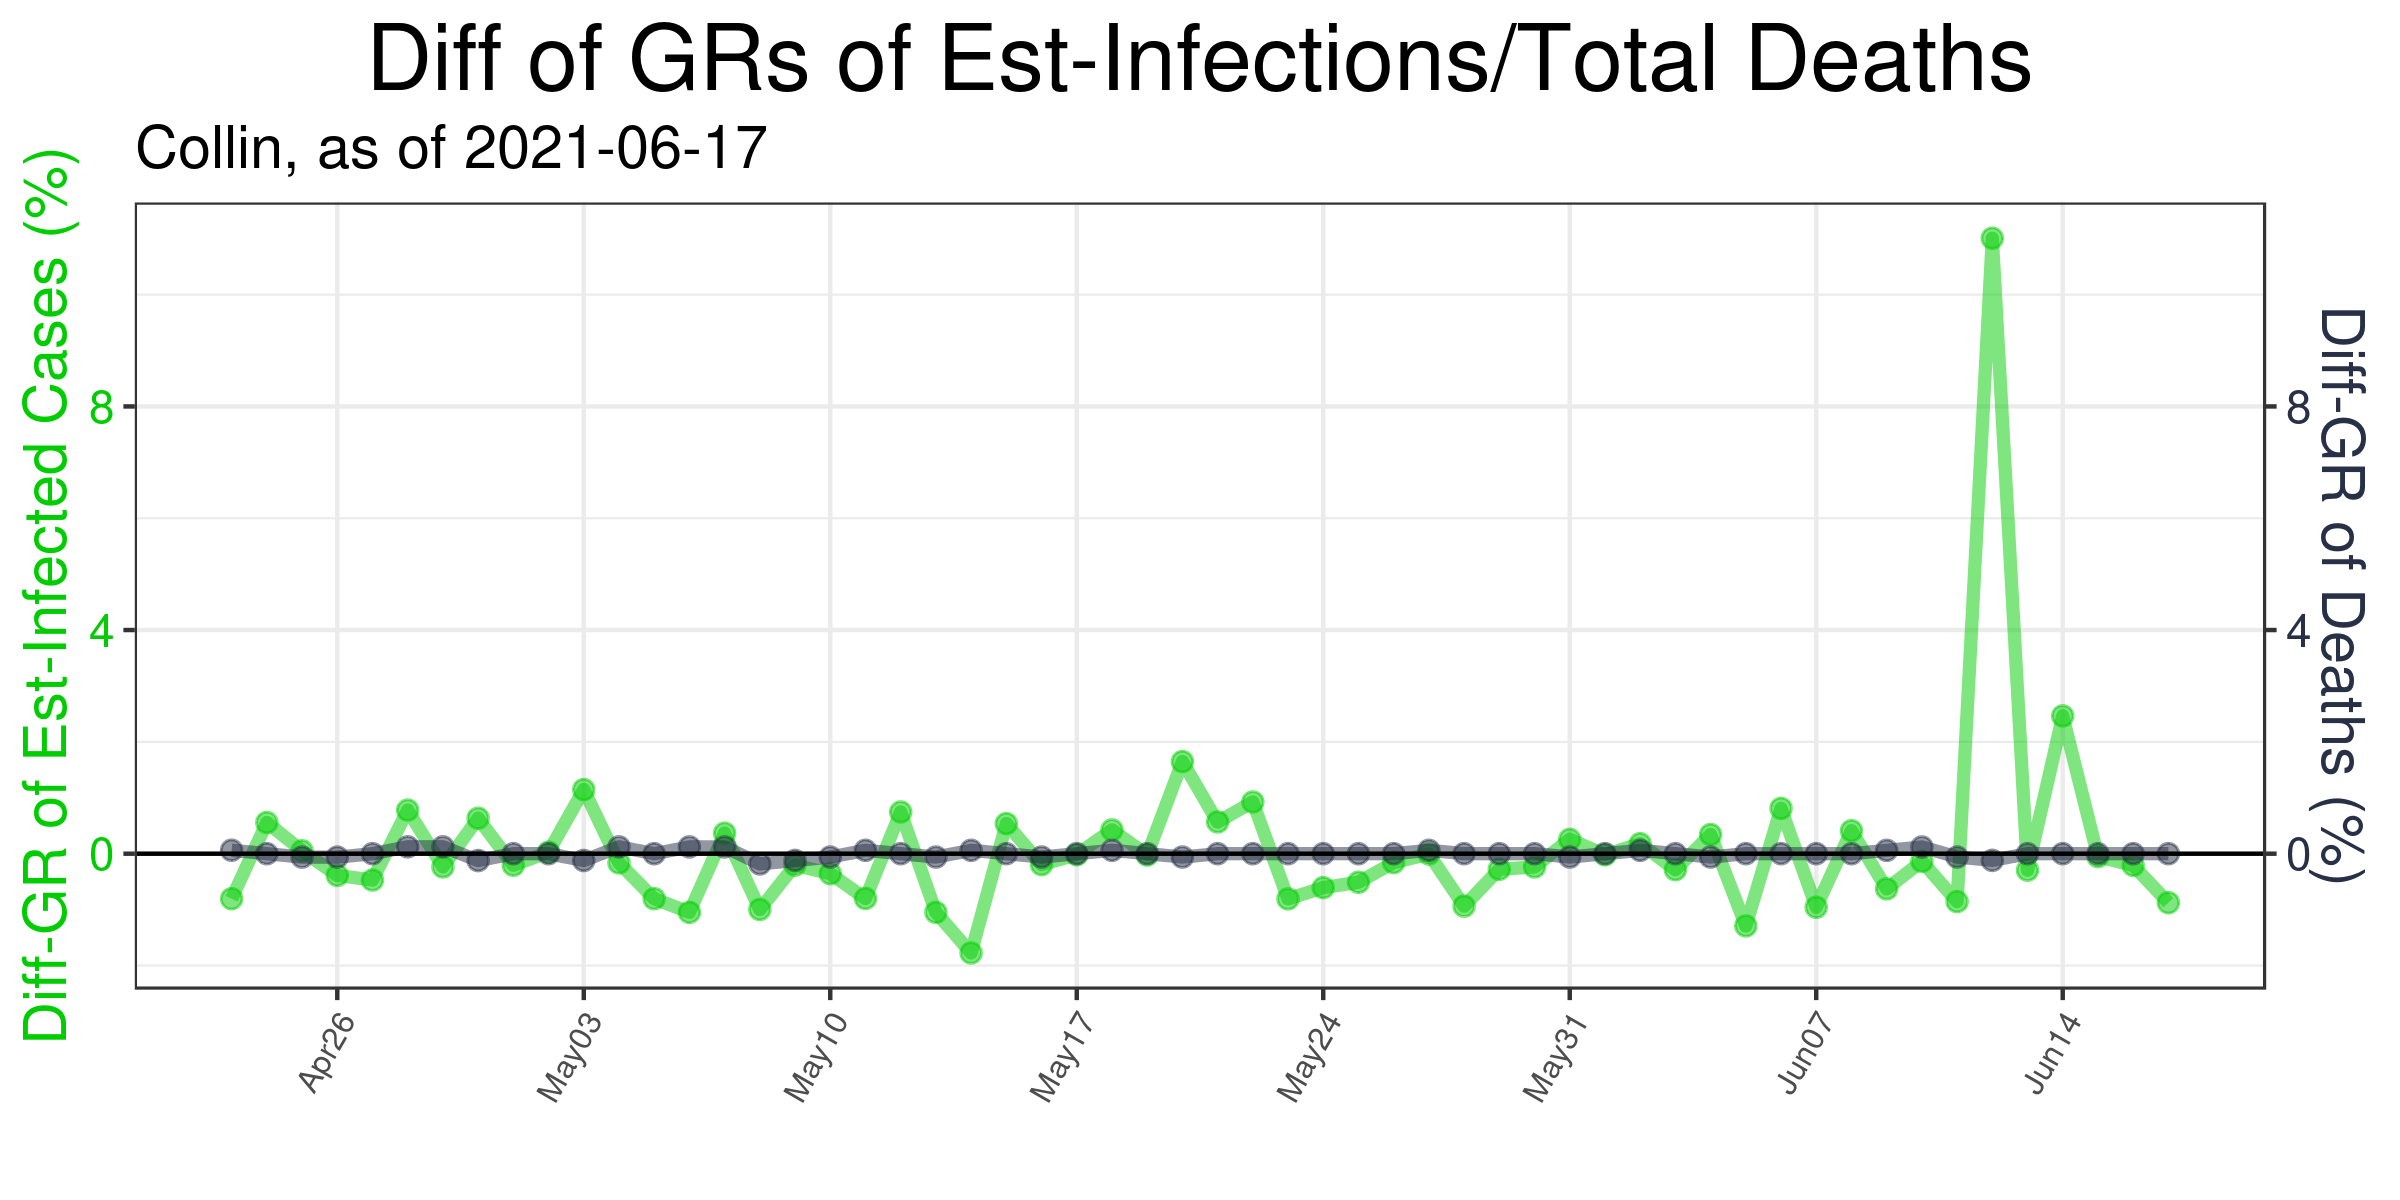 Diff of GRs of Est-Infections/Total Deaths
Collin, as of 2021-06-17
Diff-GR of Est-Infected Cases (%)
8
4
0
8
4
0
Diff-GR of Deaths (%)
Apr26
May03
May10
May17
May24
May31
Jun07
Jun14